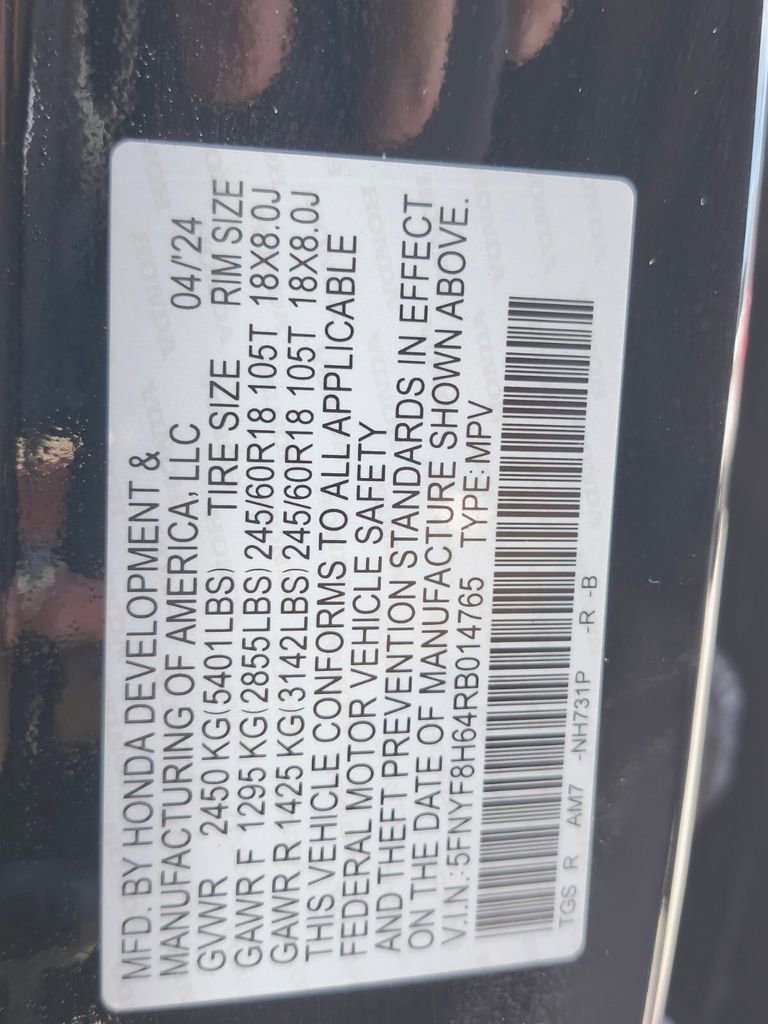 MFD. BY HONDA DEVELOPMENT &
MANUFACTURING OF AMERICA, LLC 04/'24
GVWR 2450 KG(5401LBS) TIRE SIZE RIM SIZE
GAWR F 1295 KG(2855LBS) 245/60R18 105T 18X8.0J
GAWR R 1425 KG(3142LBS) 245/60R18 105T 18X8.0J
THIS VEHICLE CONFORMS TO ALL APPLICABLE
FEDERAL MOTOR VEHICLE SAFETY
AND THEFT PREVENTION STANDARDS IN EFFECT
ON THE DATE OF MANUFACTURE SHOWN ABOVE.
V.I.N.:5FNYF8H64RB014765 TYPE: MPV
TGS R AM7 -NH731P -R -B